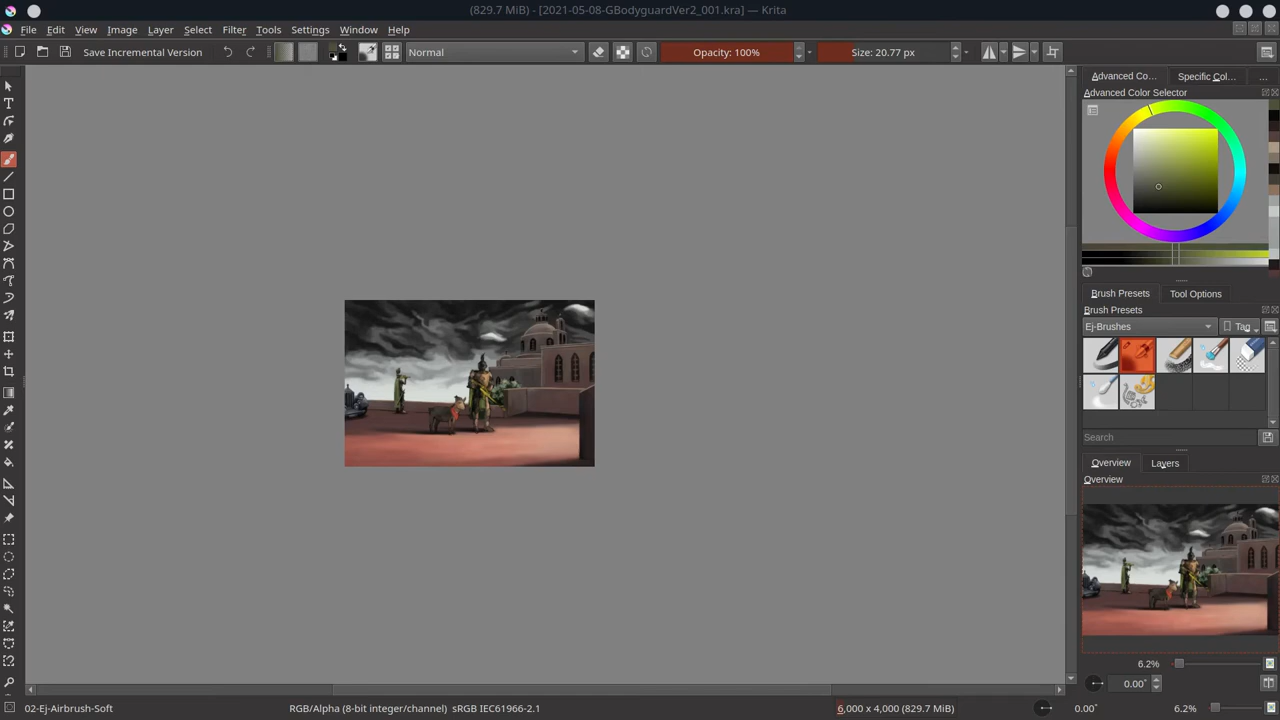 (829.7 MiB) - [2021-05-08-GBodyguardVer2_001.kra] — Krita
File Edit View Image Layer Select Filter Tools Settings Window Help
Save Incremental Version Normal Opacity: 100% Size: 20.77 px
Advanced Co... Specific Col... ...
Advanced Color Selector
Brush Presets Tool Options
Brush Presets
Ej-Brushes Tag
Search
Overview Layers
Overview
6.2%
0.00°
02-Ej-Airbrush-Soft RGB/Alpha (8-bit integer/channel) sRGB IEC61966-2.1 6,000 x 4,000 (829.7 MiB) 0.00° 6.2%